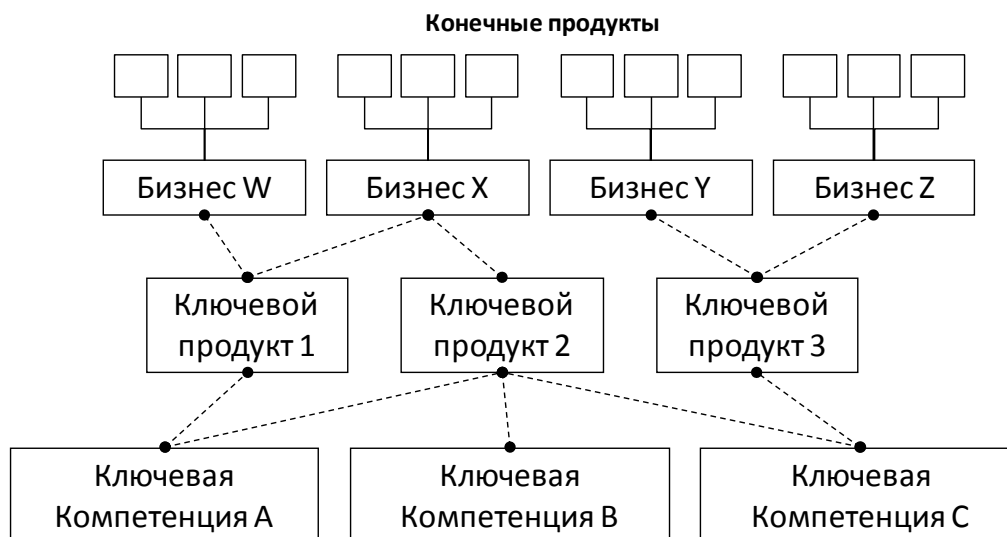 Конечные продукты
Бизнес W
Бизнес X
Бизнес Y
Бизнес Z
Ключевой
продукт 1
Ключевой
продукт 2
Ключевой
продукт 3
Ключевая
Компетенция A
Ключевая
Компетенция B
Ключевая
Компетенция C